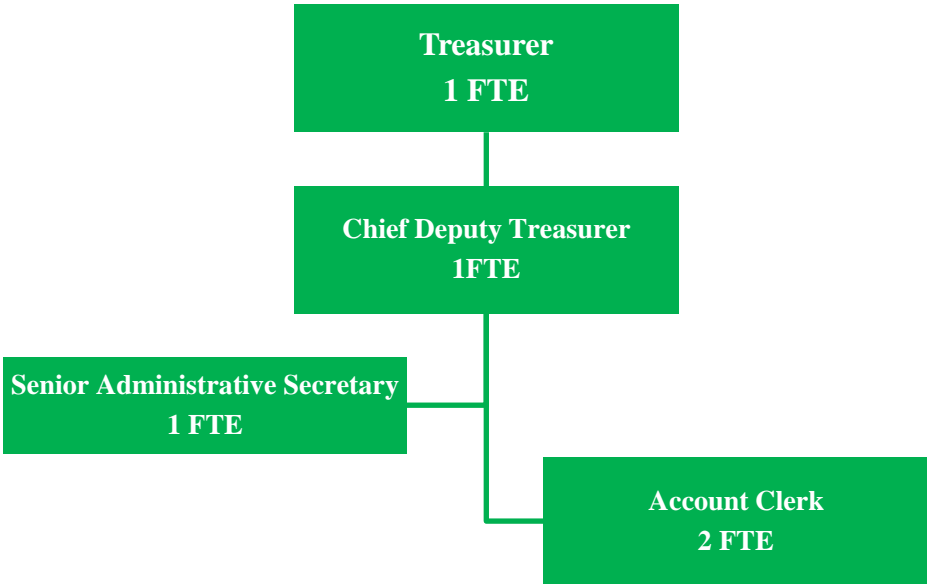 Treasurer
1 FTE
Chief Deputy Treasurer
1FTE
Senior Administrative Secretary
1 FTE
Account Clerk
2 FTE